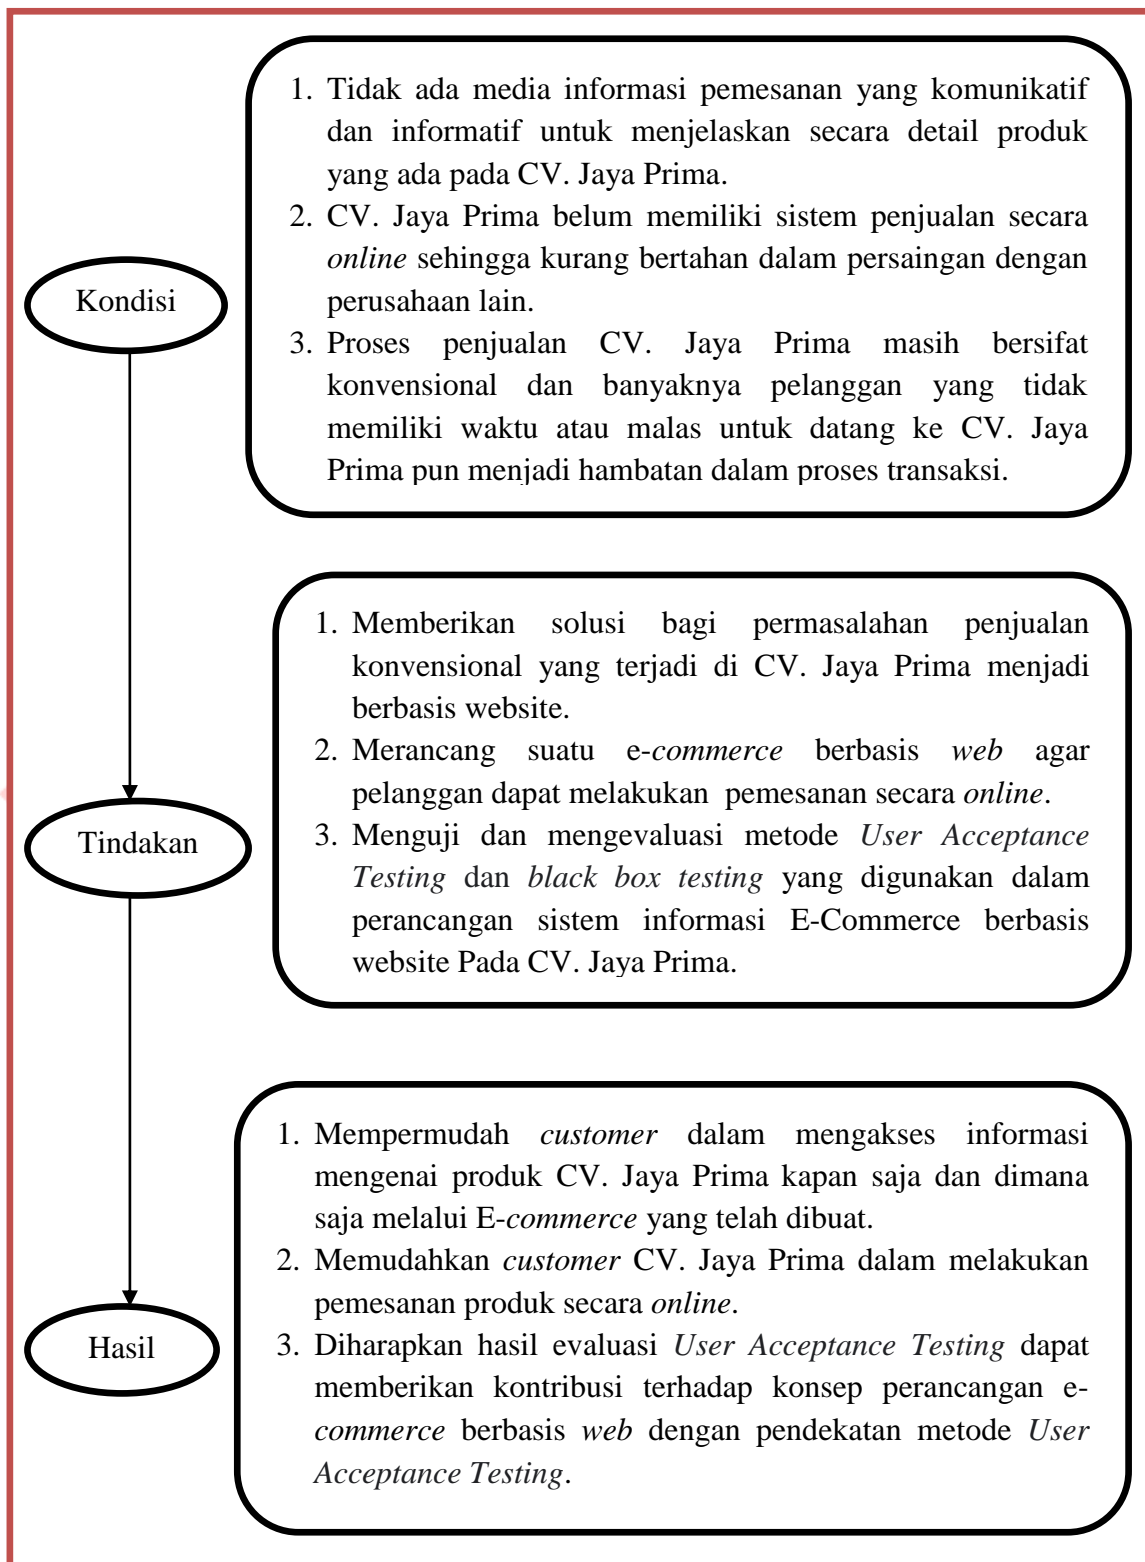 1. Tidak ada media informasi pemesanan yang komunikatif
dan informatif untuk menjelaskan secara detail produk
yang ada pada CV. Jaya Prima.
2. CV. Jaya Prima belum memiliki sistem penjualan secara
online sehingga kurang bertahan dalam persaingan dengan
perusahaan lain.
3. Proses penjualan CV. Jaya Prima masih bersifat
konvensional dan banyaknya pelanggan yang tidak
memiliki waktu atau malas untuk datang ke CV. Jaya
Prima pun menjadi hambatan dalam proses transaksi.
Kondisi
1. Memberikan solusi bagi permasalahan penjualan
konvensional yang terjadi di CV. Jaya Prima menjadi
berbasis website.
2. Merancang suatu e-commerce berbasis web agar
pelanggan dapat melakukan pemesanan secara online.
3. Menguji dan mengevaluasi metode User Acceptance
Testing dan black box testing yang digunakan dalam
perancangan sistem informasi E-Commerce berbasis
website Pada CV. Jaya Prima.
Tindakan
1. Mempermudah customer dalam mengakses informasi
mengenai produk CV. Jaya Prima kapan saja dan dimana
saja melalui E-commerce yang telah dibuat.
2. Memudahkan customer CV. Jaya Prima dalam melakukan
pemesanan produk secara online.
3. Diharapkan hasil evaluasi User Acceptance Testing dapat
memberikan kontribusi terhadap konsep perancangan e-
commerce berbasis web dengan pendekatan metode User
Acceptance Testing.
Hasil